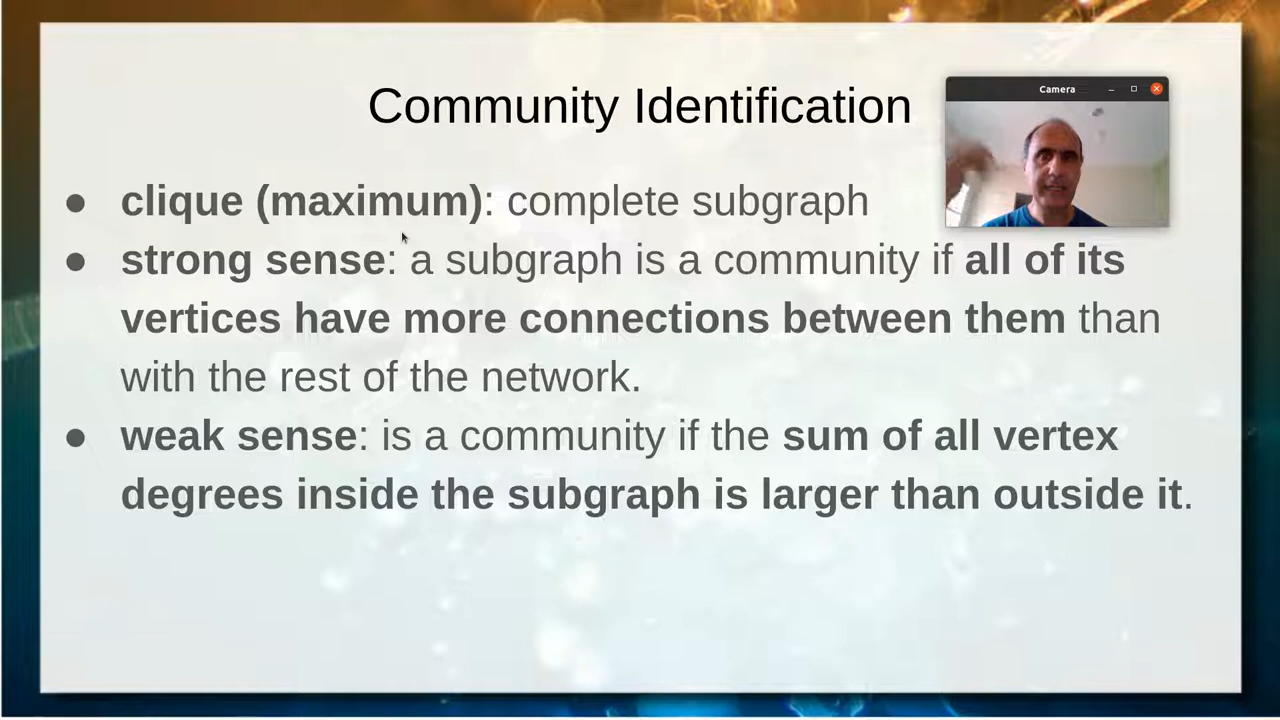 Community Identification
Camera
● clique (maximum): complete subgraph
● strong sense: a subgraph is a community if all of its
vertices have more connections between them than
with the rest of the network.
● weak sense: is a community if the sum of all vertex
degrees inside the subgraph is larger than outside it.